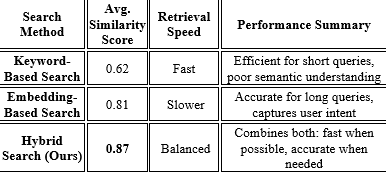 Search Method Avg. Similarity Score Retrieval Speed Performance Summary
Keyword-Based Search 0.62 Fast Efficient for short queries, poor semantic understanding
Embedding-Based Search 0.81 Slower Accurate for long queries, captures user intent
Hybrid Search (Ours) 0.87 Balanced Combines both: fast when possible, accurate when needed